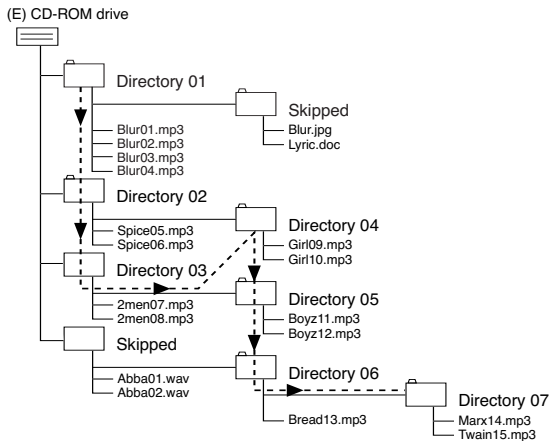 (E) CD-ROM drive
Directory 01
Skipped
Blur01.mp3
Blur02.mp3
Blur03.mp3
Blur04.mp3
Blur.jpg
Lyric.doc
Directory 02
Spice05.mp3
Spice06.mp3
Directory 04
Girl09.mp3
Girl10.mp3
Directory 03
2men07.mp3
2men08.mp3
Directory 05
Boyz11.mp3
Boyz12.mp3
Skipped
Abba01.wav
Abba02.wav
Directory 06
Bread13.mp3
Directory 07
Marx14.mp3
Twain15.mp3